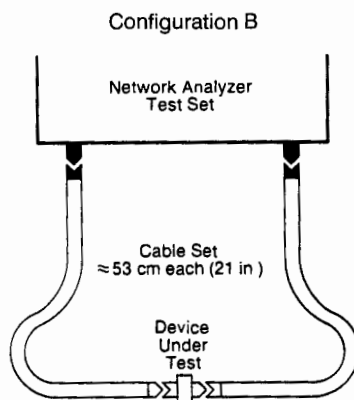 Configuration B
Network Analyzer
Test Set
Cable Set
≈ 53 cm each (21 in )
Device
Under
Test